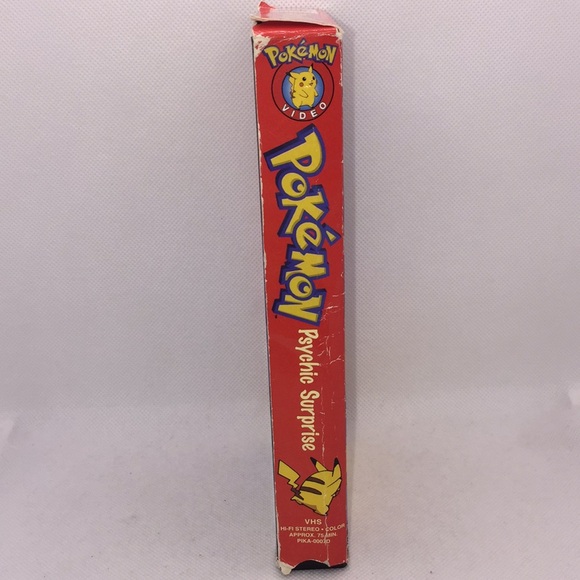 POKéMON
VIDEO
POKéMON
Psychic Surprise
VHS
HI-FI STEREO • COLOR
APPROX. 75 MIN.